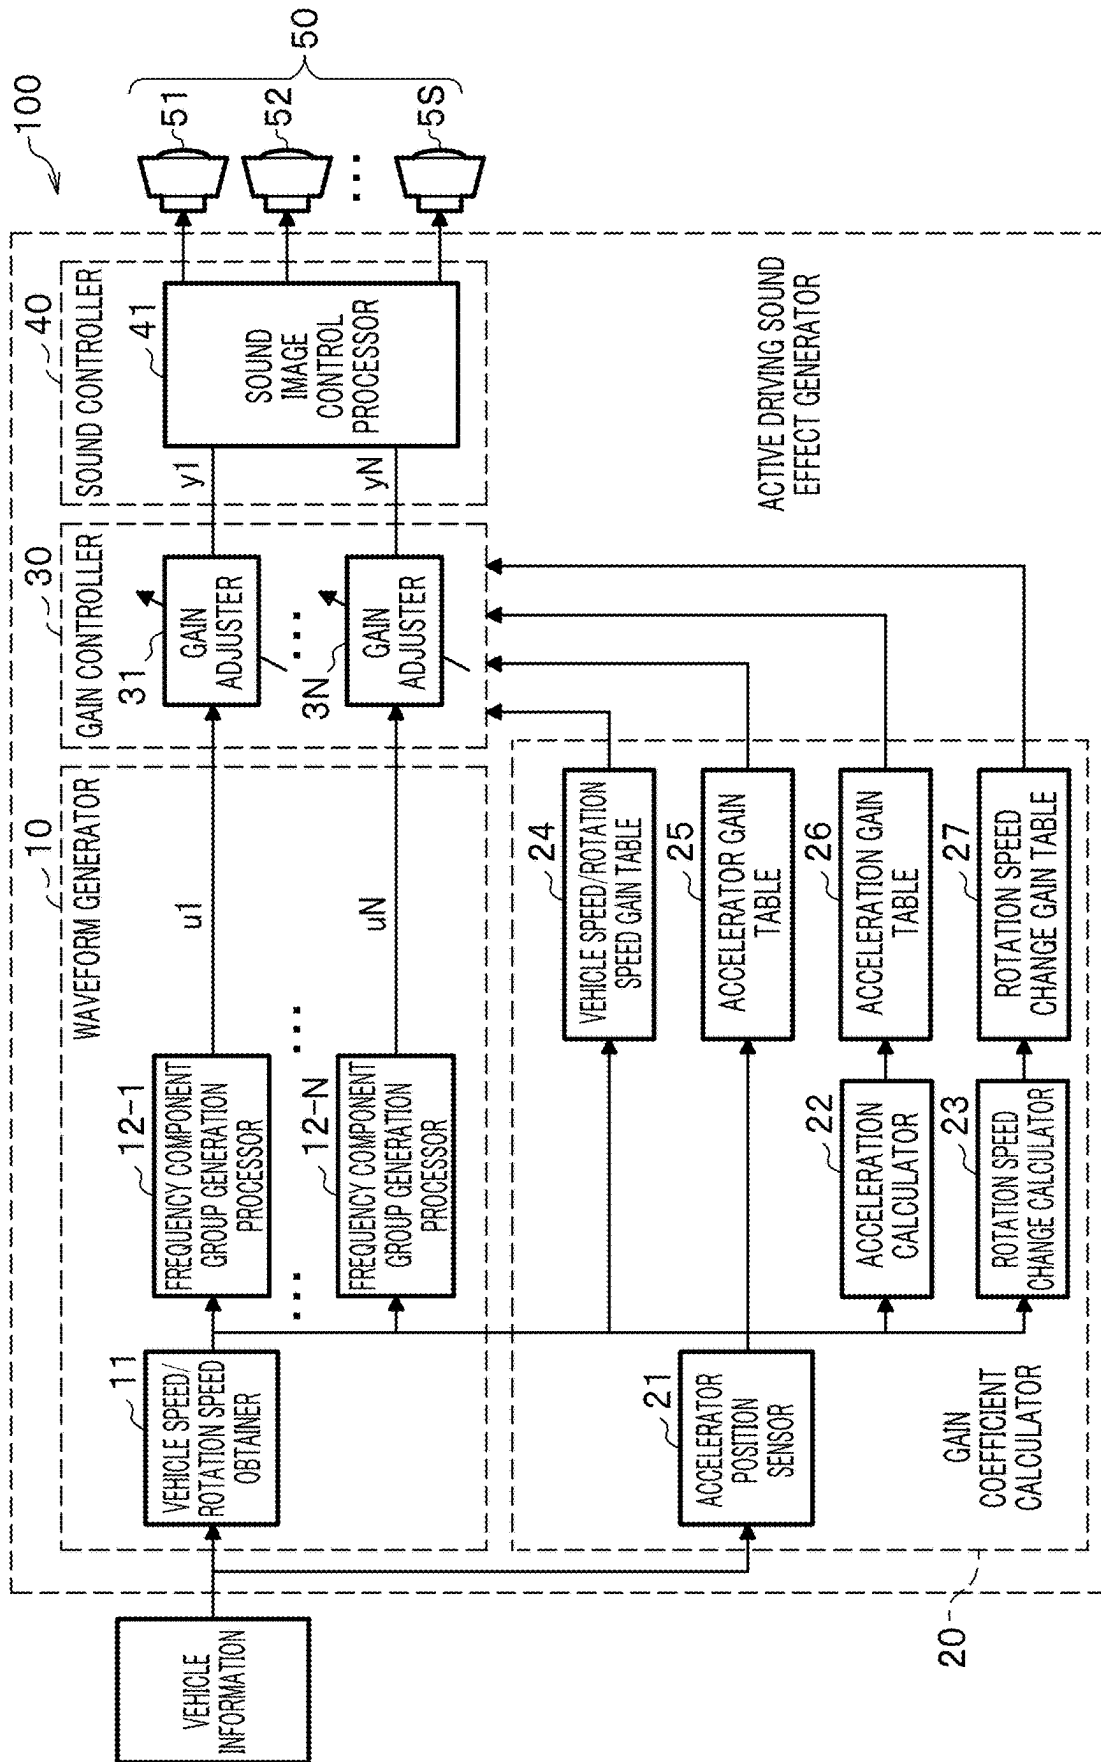 100
VEHICLE
INFORMATION
10
WAVEFORM GENERATOR
11
VEHICLE SPEED/
ROTATION SPEED
OBTAINER
12-1
FREQUENCY COMPONENT
GROUP GENERATION
PROCESSOR
u1
...
...
12-N
FREQUENCY COMPONENT
GROUP GENERATION
PROCESSOR
uN
30
GAIN CONTROLLER
31
GAIN
ADJUSTER
...
3N
GAIN
ADJUSTER
40
SOUND CONTROLLER
y1
yN
41
SOUND
IMAGE
CONTROL
PROCESSOR
51
52
...
5S
50
20
GAIN
COEFFICIENT
CALCULATOR
21
ACCELERATOR
POSITION
SENSOR
24
VEHICLE SPEED/ROTATION
SPEED GAIN TABLE
25
ACCELERATOR GAIN
TABLE
22
ACCELERATION
CALCULATOR
26
ACCELERATION GAIN
TABLE
23
ROTATION SPEED
CHANGE CALCULATOR
27
ROTATION SPEED
CHANGE GAIN TABLE
ACTIVE DRIVING SOUND
EFFECT GENERATOR